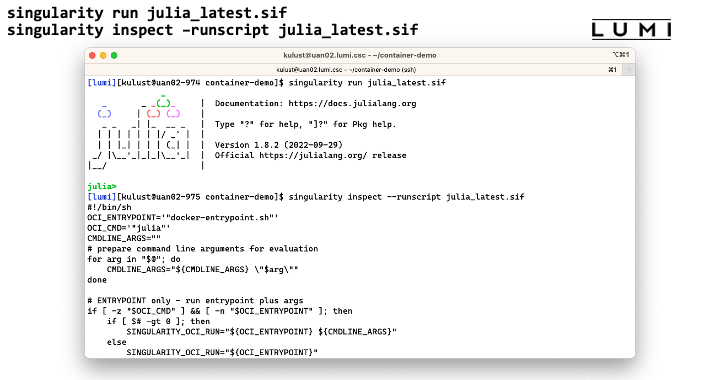 singularity run julia_latest.sif
singularity inspect –runscript julia_latest.sif
LUMI
kulust@uan02.lumi.csc - ~/container-demo
⌥⌘1
kulust@uan02.lumi.csc - ~/container-demo (ssh)
⌘1
+
[lumi][kulust@uan02-974 container-demo]$ singularity run julia_latest.sif
               _
   _       _ _(_)_     |  Documentation: https://docs.julialang.org
  (_)     | (_) (_)    |
   _ _   _| |_  __ _   |  Type "?" for help, "]?" for Pkg help.
  | | | | | | |/ _` |  |
  | | |_| | | | (_| |  |  Version 1.8.2 (2022-09-29)
 _/ |\__'_|_|_|\__'_|  |  Official https://julialang.org/ release
|__/                   |
julia>
[lumi][kulust@uan02-975 container-demo]$ singularity inspect --runscript julia_latest.sif
#!/bin/sh
OCI_ENTRYPOINT='"docker-entrypoint.sh"'
OCI_CMD='"julia"'
CMDLINE_ARGS=""
# prepare command line arguments for evaluation
for arg in "$@"; do
    CMDLINE_ARGS="${CMDLINE_ARGS} \"$arg\""
done
# ENTRYPOINT only - run entrypoint plus args
if [ -z "$OCI_CMD" ] && [ -n "$OCI_ENTRYPOINT" ]; then
    if [ $# -gt 0 ]; then
        SINGULARITY_OCI_RUN="${OCI_ENTRYPOINT} ${CMDLINE_ARGS}"
    else
        SINGULARITY_OCI_RUN="${OCI_ENTRYPOINT}"